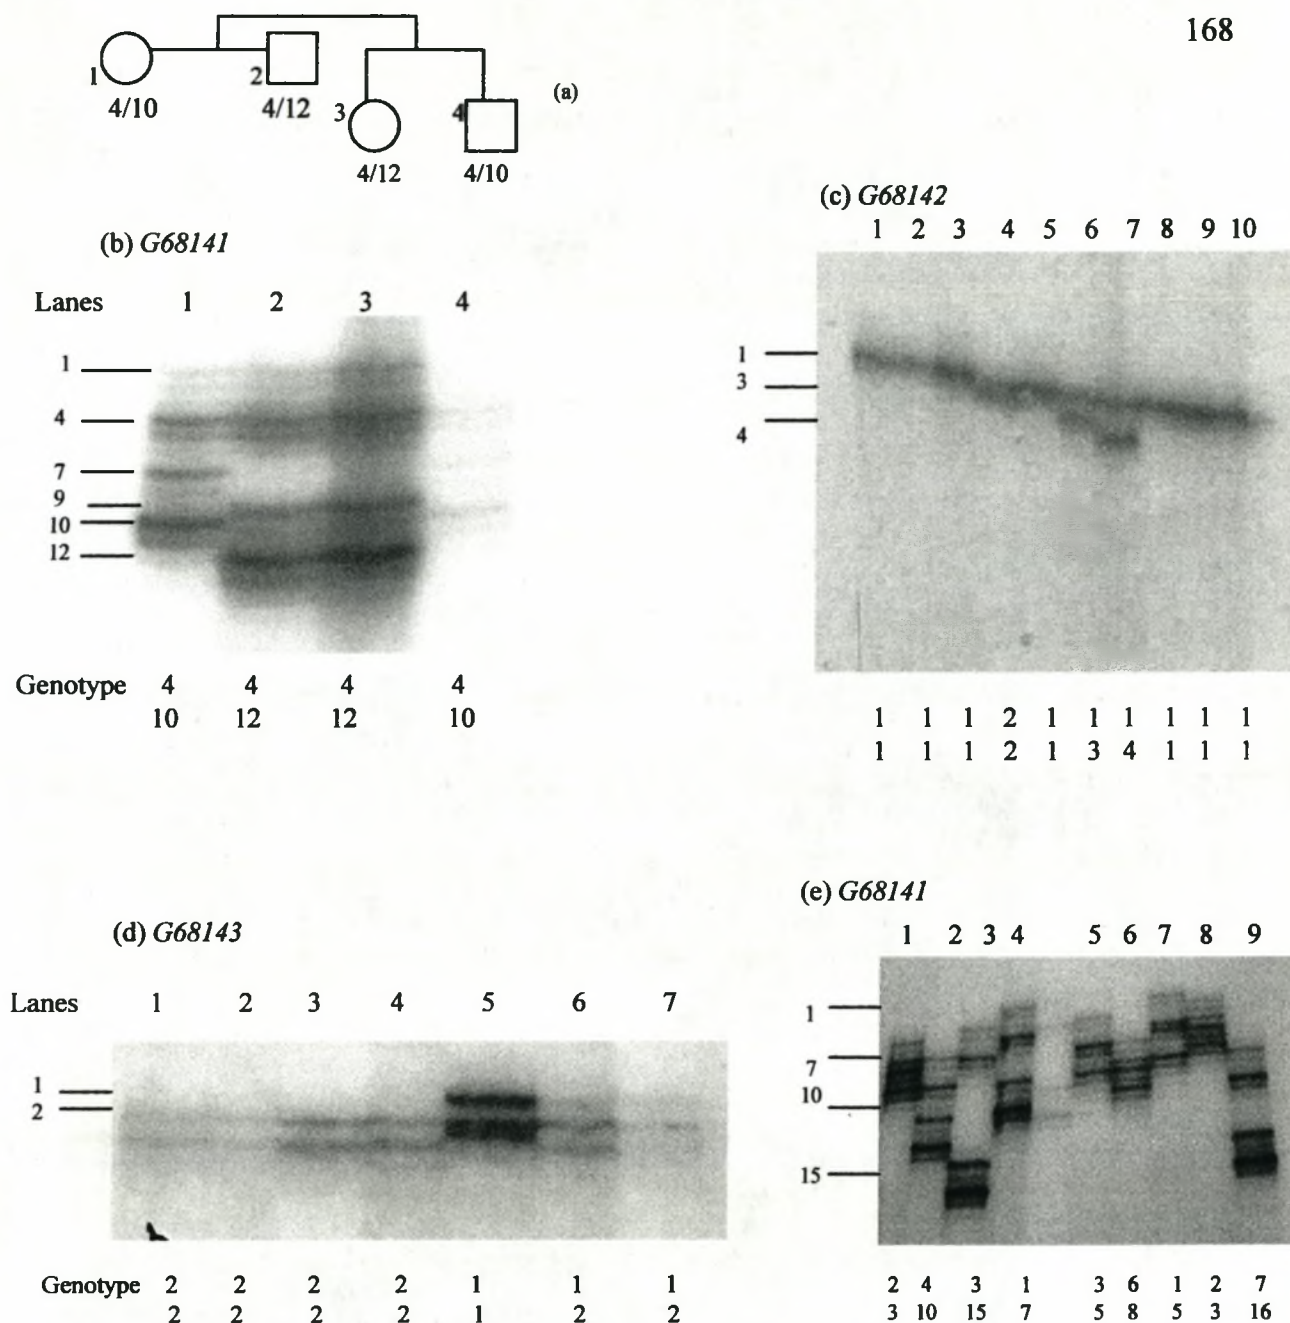 168
1
2
3
4
(a)
4/10
4/12
4/12
4/10
(b) G68141
Lanes 1 2 3 4
1
4
7
9
10
12
Genotype 4 4 4 4
10 12 12 10
(c) G68142
1 2 3 4 5 6 7 8 9 10
1
3
4
1 1 1 2 1 1 1 1 1 1
1 1 1 2 1 3 4 1 1 1
(d) G68143
Lanes 1 2 3 4 5 6 7
1
2
Genotype 2 2 2 2 1 1 1
2 2 2 2 1 2 2
(e) G68141
1 2 3 4 5 6 7 8 9
1
7
10
15
2 4 3 1 3 6 1 2 7
3 10 15 7 5 8 5 3 16